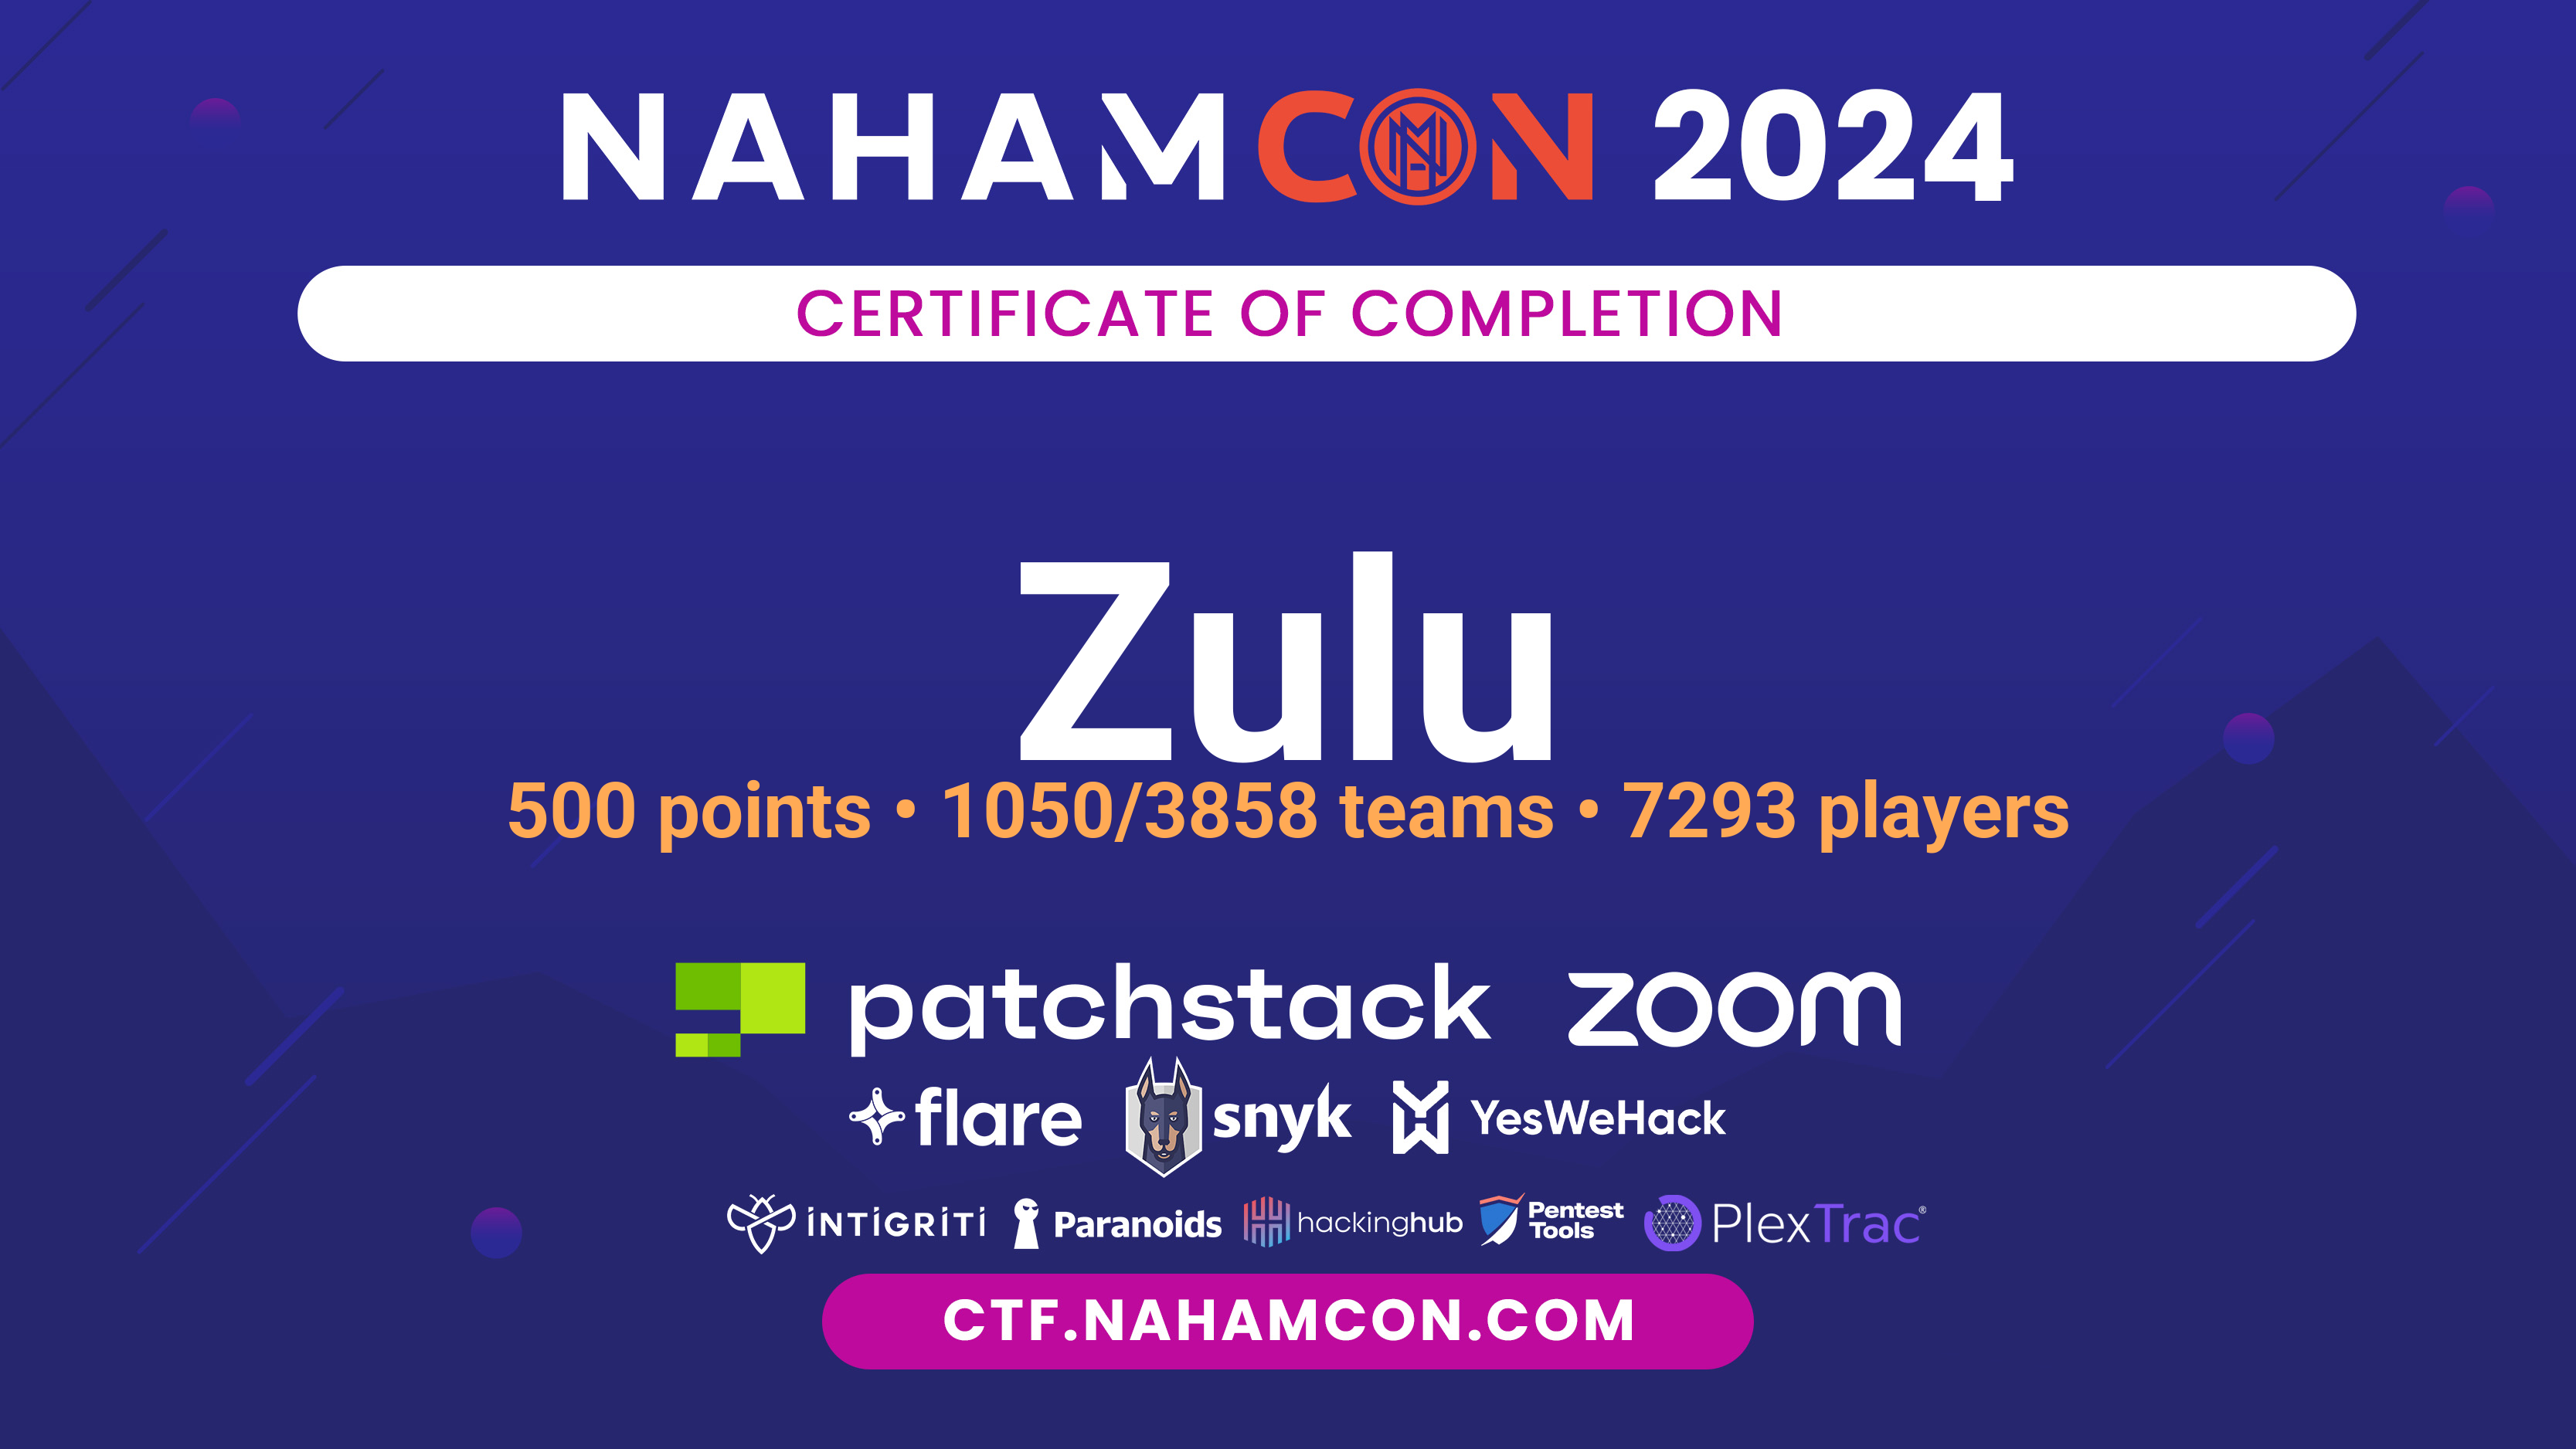 NAHAMCON 2024
CERTIFICATE OF COMPLETION
Zulu
500 points • 1050/3858 teams • 7293 players
patchstack zoom
flare snyk YesWeHack
INTIGRITI Paranoids hackinghub Pentest Tools PlexTrac®
CTF.NAHAMCON.COM